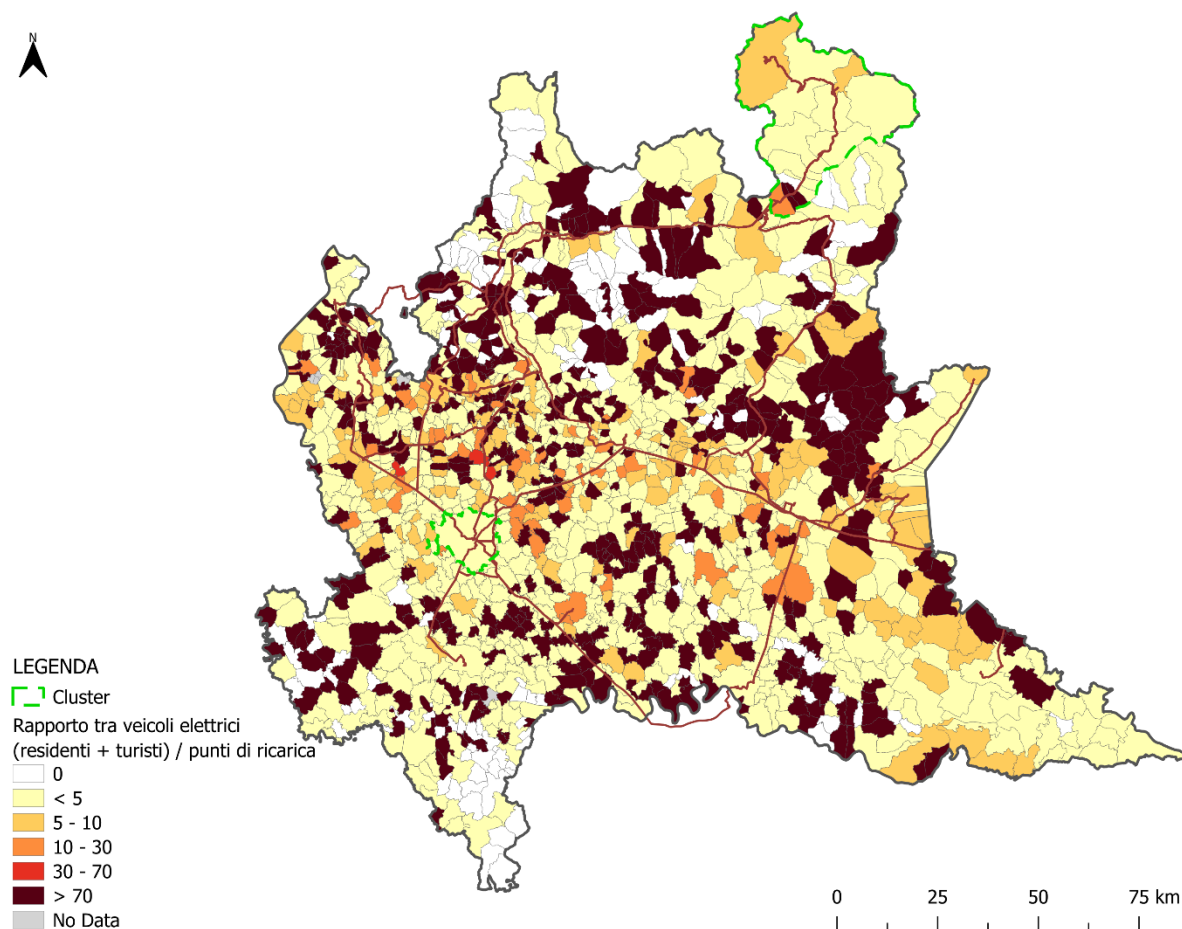 N
LEGENDA
Cluster
Rapporto tra veicoli elettrici
(residenti + turisti) / punti di ricarica
0
< 5
5 - 10
10 - 30
30 - 70
> 70
No Data
0 25 50 75 km